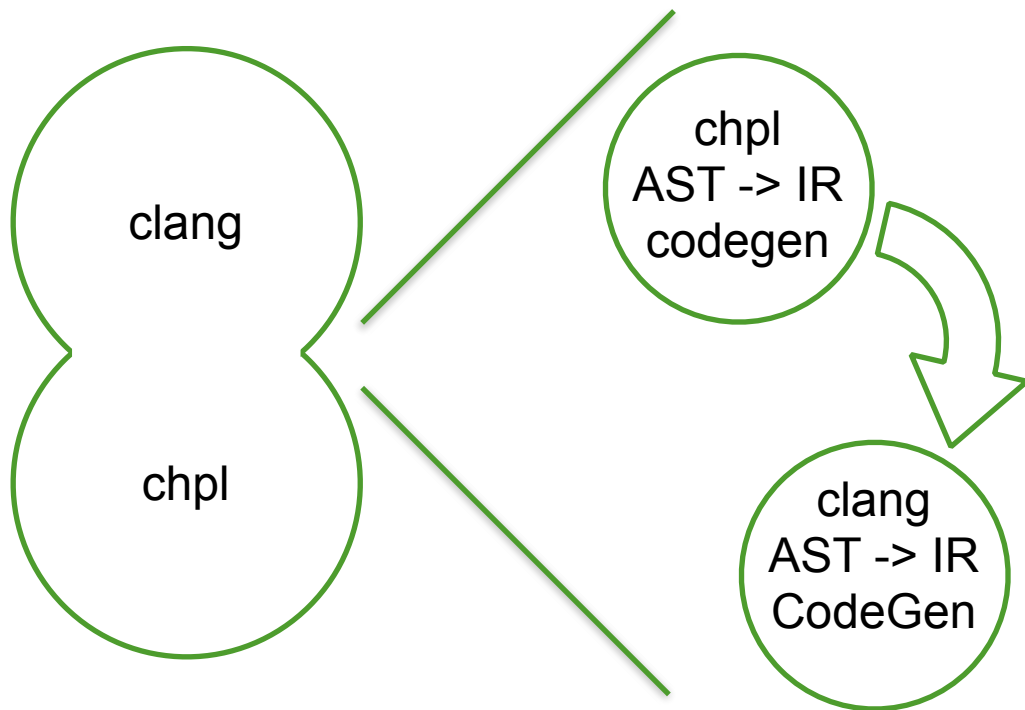 clang
chpl
chpl
AST -> IR
codegen
clang
AST -> IR
CodeGen